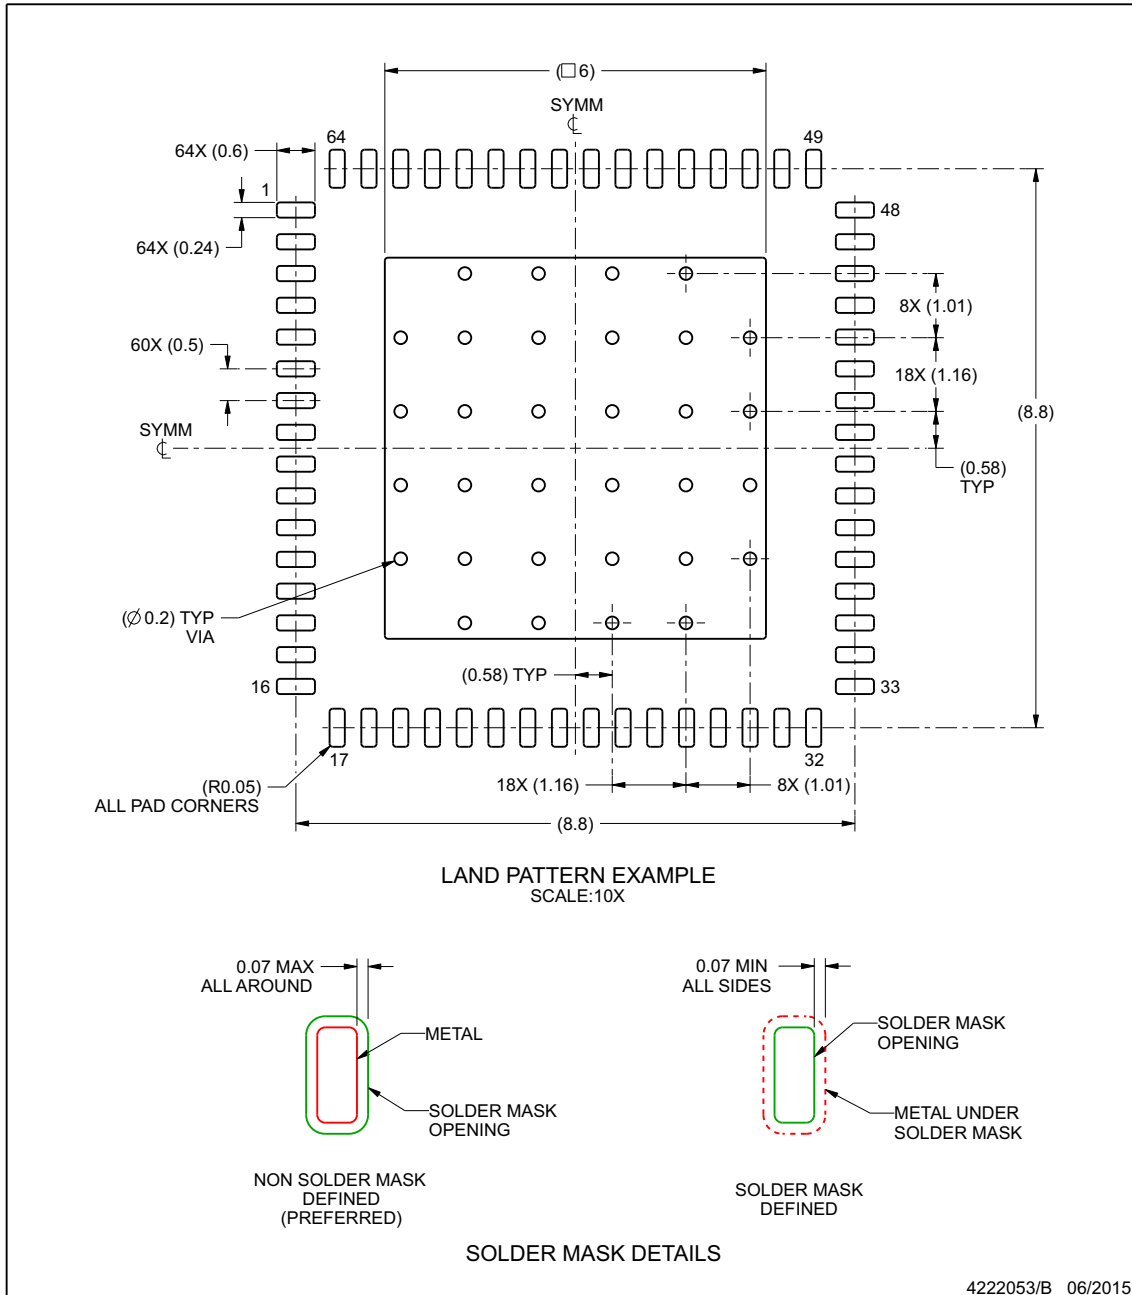 (□ 6)
SYMM
℄
64
49
64X (0.6)
1
48
64X (0.24)
8X (1.01)
60X (0.5)
18X (1.16)
(8.8)
SYMM
℄
(0.58)
TYP
(∅ 0.2) TYP
VIA
(0.58) TYP
16
33
17
32
(R0.05)
ALL PAD CORNERS
18X (1.16)
8X (1.01)
(8.8)
LAND PATTERN EXAMPLE
SCALE:10X
0.07 MAX
ALL AROUND
METAL
SOLDER MASK
OPENING
NON SOLDER MASK
DEFINED
(PREFERRED)
0.07 MIN
ALL SIDES
SOLDER MASK
OPENING
METAL UNDER
SOLDER MASK
SOLDER MASK
DEFINED
SOLDER MASK DETAILS
4222053/B 06/2015